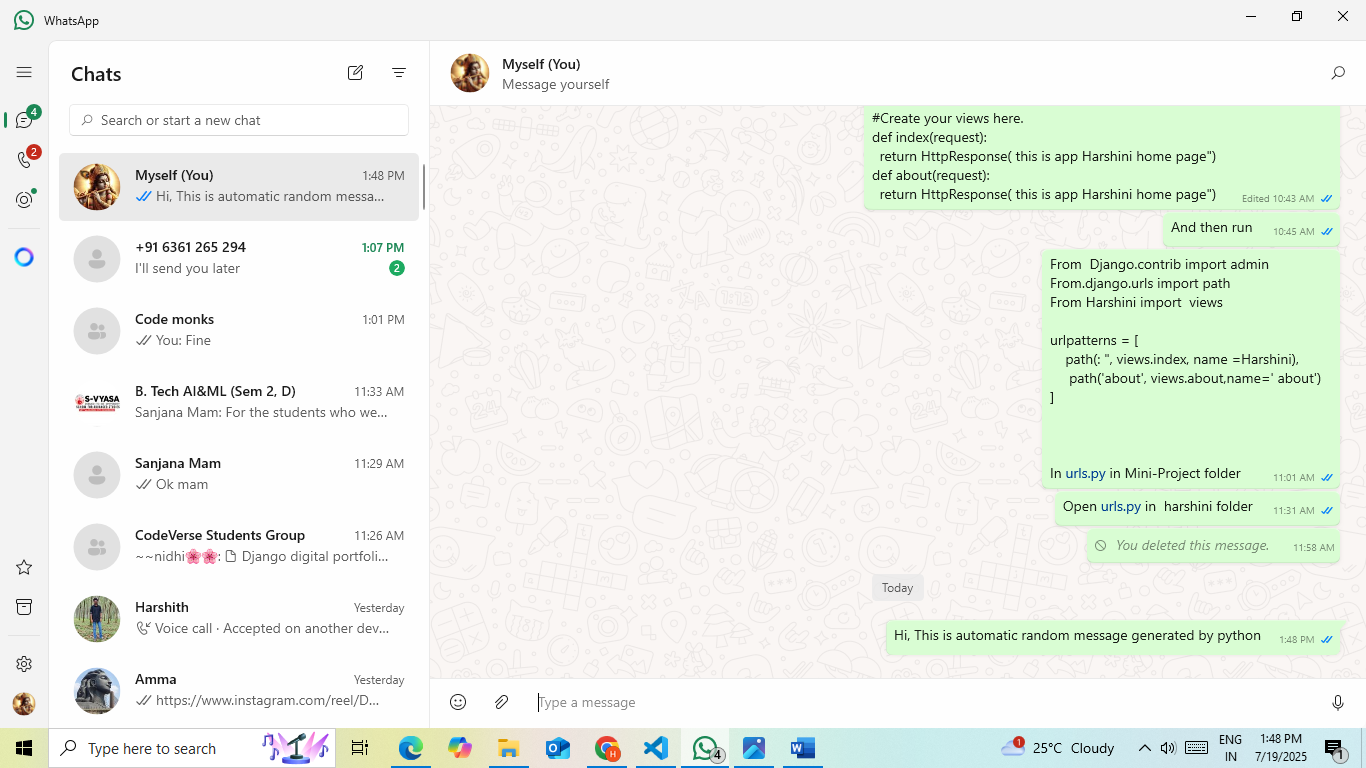 WhatsApp
4
2
Chats
Search or start a new chat
Myself (You)
1:48 PM
Hi, This is automatic random messa...
+91 6361 265 294
1:07 PM
I'll send you later
2
Code monks
1:01 PM
You: Fine
B. Tech AI&ML (Sem 2, D)
11:33 AM
S-VYASA
Sanjana Mam: For the students who we...
Sanjana Mam
11:29 AM
Ok mam
CodeVerse Students Group
11:26 AM
~~nidhi🌸🌸: Django digital portfoli...
Harshith
Yesterday
Voice call · Accepted on another dev...
Amma
Yesterday
https://www.instagram.com/reel/D...
Myself (You)
Message yourself
#Create your views here.
def index(request):
return HttpResponse( this is app Harshini home page")
def about(request):
return HttpResponse( this is app Harshini home page")
Edited 10:43 AM
And then run
10:45 AM
From  Django.contrib import admin
From.django.urls import path
From Harshini import  views
urlpatterns = [
path(: '', views.index, name =Harshini),
path('about', views.about,name=' about')
]
In urls.py in Mini-Project folder
11:01 AM
Open urls.py in  harshini folder
11:31 AM
You deleted this message.
11:58 AM
Today
Hi, This is automatic random message generated by python
1:48 PM
Type a message
Type here to search
H
4
1
25°C Cloudy
ENG
IN
1:48 PM
7/19/2025
1